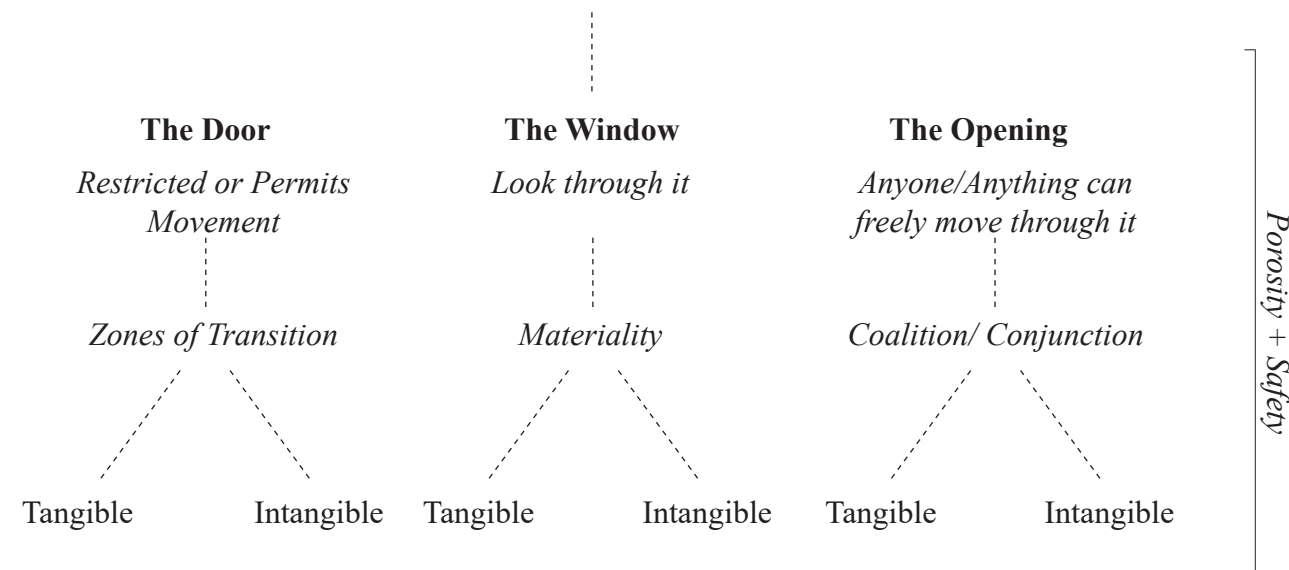 The Door
Restricted or Permits
Movement
Zones of Transition
Tangible
Intangible
The Window
Look through it
Materiality
Tangible
Intangible
The Opening
Anyone/Anything can
freely move through it
Coalition/ Conjunction
Tangible
Intangible
Porosity + Safety